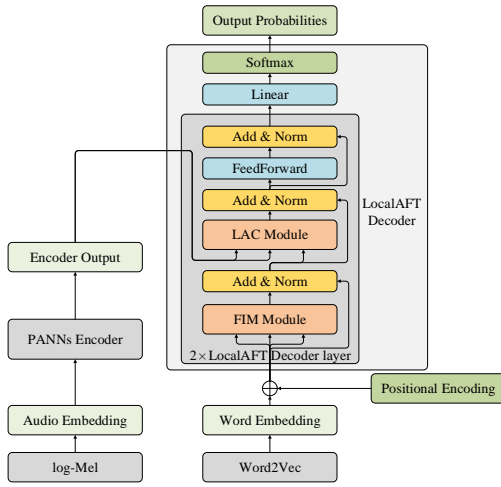 Output Probabilities
Softmax
Linear
Add & Norm
FeedForward
Add & Norm
LocalAFT
Decoder
LAC Module
Encoder Output
Add & Norm
FIM Module
PANNs Encoder
2× LocalAFT Decoder layer
Positional Encoding
Audio Embedding
Word Embedding
log-Mel
Word2Vec